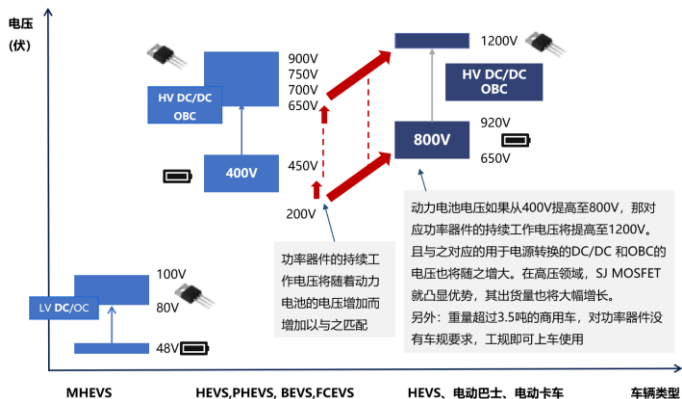 电压
(伏)
900V
750V
700V
650V
HV DC/DC
OBC
400V
450V
200V
1200V
HV DC/DC
OBC
800V
920V
650V
功率器件的持续工
作电压将随着动力
电池的电压增加而
增加以与之匹配
动力电池电压如果从400V提高至800V，那对
应功率器件的持续工作电压将提高至1200V。
且与之对应的用于电源转换的DC/DC 和OBC的
电压也将随之增大。在高压领域，SJ MOSFET
就凸显优势，其出货量也将大幅增长。
另外：重量超过3.5吨的商用车，对功率器件没
有车规要求，工规即可上车使用
100V
LV DC/OC
80V
48V
MHEVS
HEVS,PHEVS, BEVS,FCEVS
HEVS、电动巴士、电动卡车
车辆类型